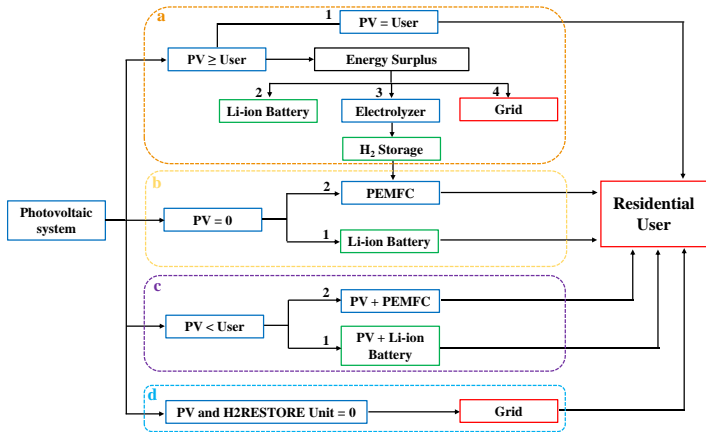 a
1
PV = User
PV ≥ User
Energy Surplus
2
3
4
Li-ion Battery
Electrolyzer
Grid
H₂ Storage
b
2
PEMFC
Photovoltaic
system
PV = 0
1
Li-ion Battery
Residential
User
c
2
PV + PEMFC
PV < User
1
PV + Li-ion
Battery
d
PV and H2RESTORE Unit = 0
Grid